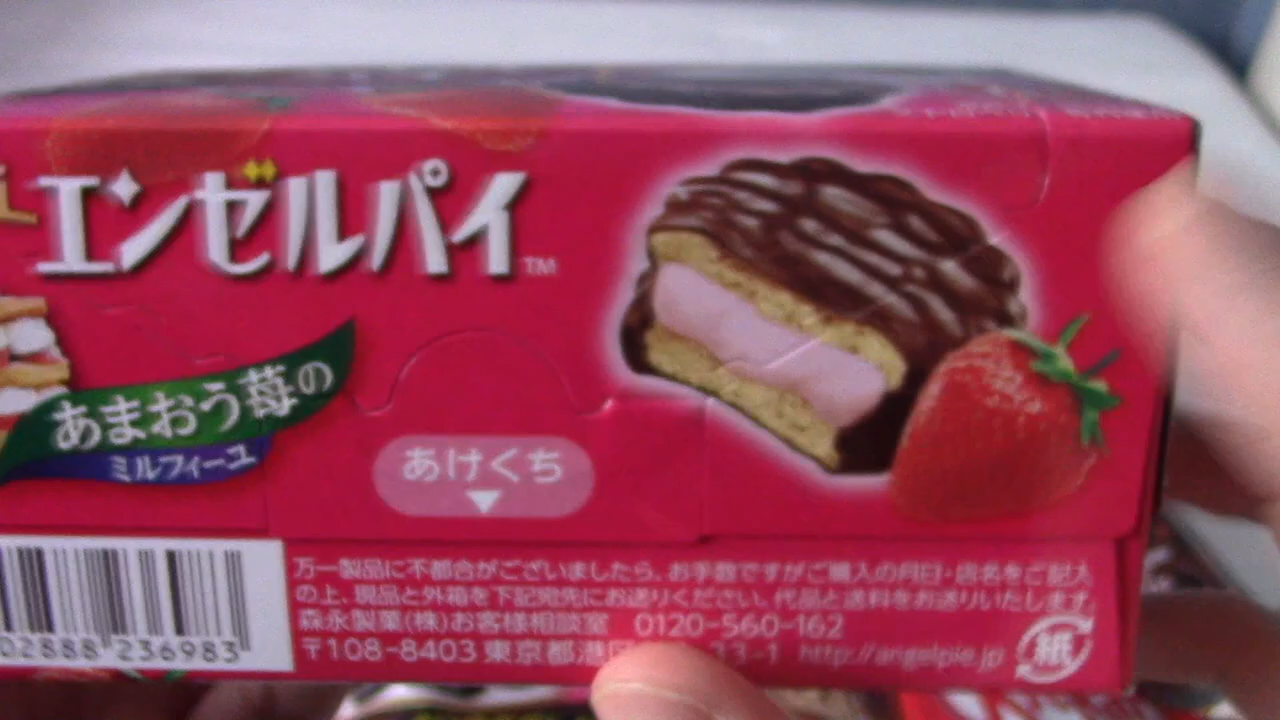 エンゼルパイ™
あまおう苺の
ミルフィーユ
あけくち
02888 236983
万一製品に不都合がございましたら、お手数ですがご購入の月日・店名をご記入
の上、現品と外箱を下記宛先にお送りください。代品と送料をお送りいたします。
森永製菓(株)お客様相談室 0120-560-162
〒108-8403 東京都港区 33-1 http://angelpie.jp
紙